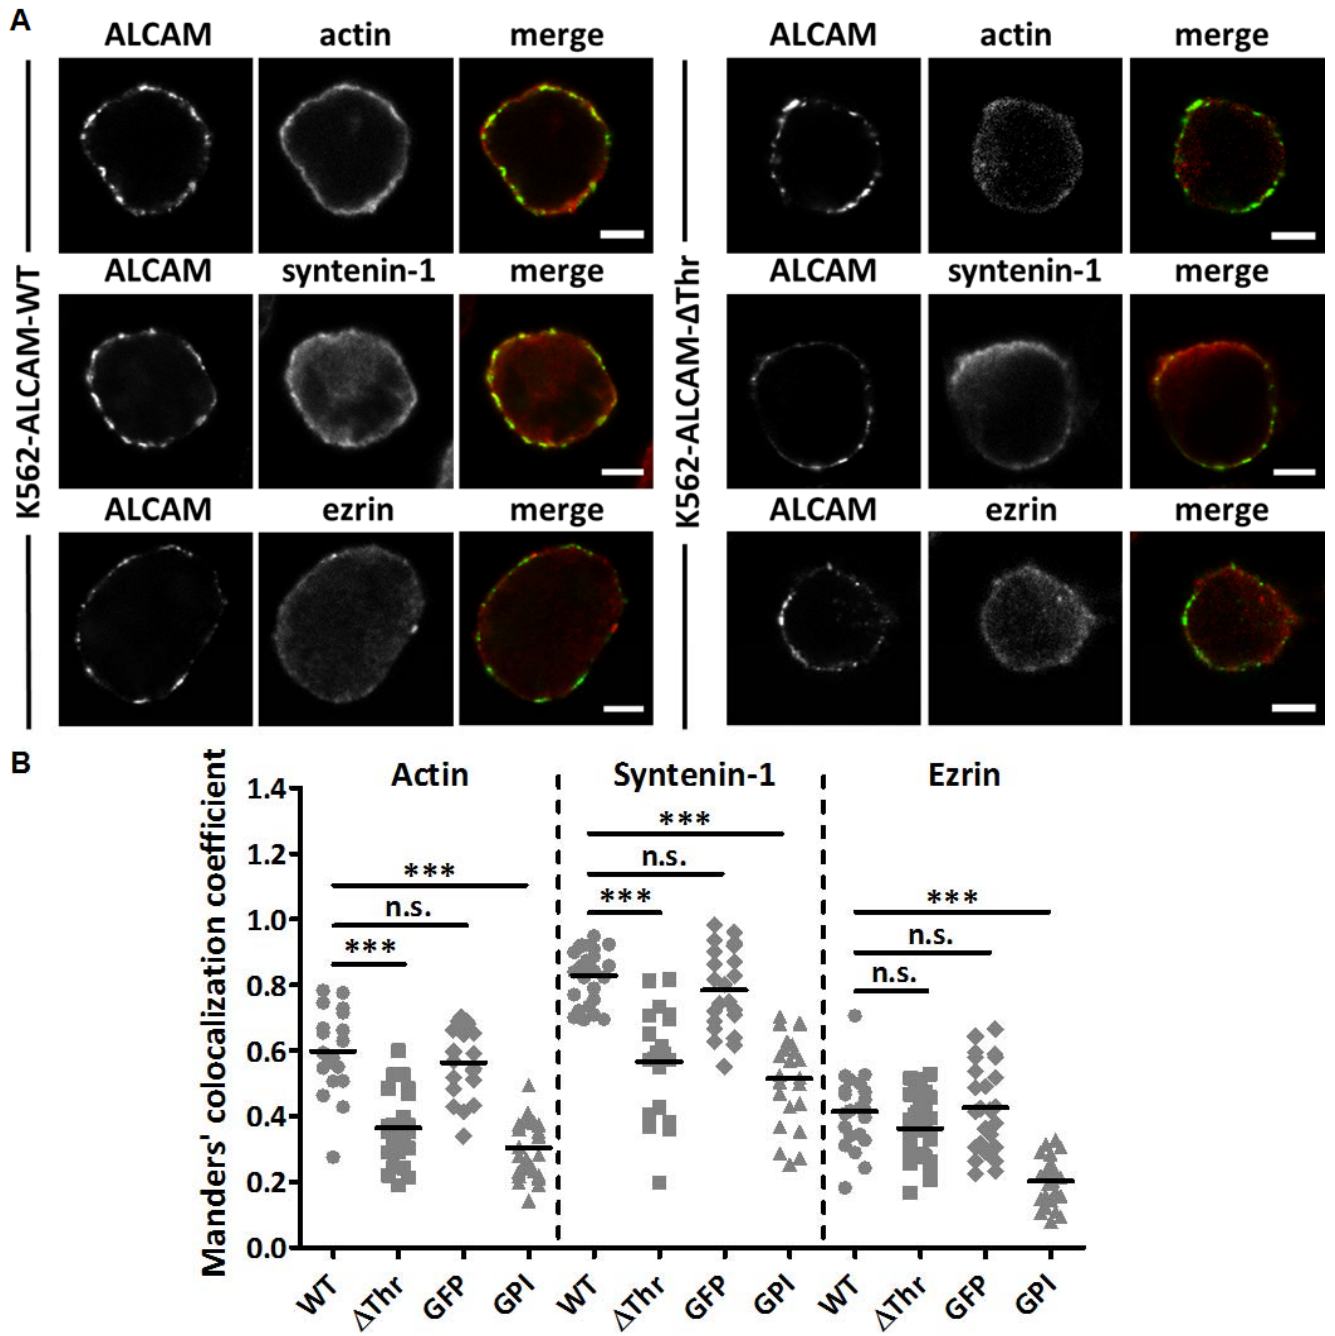 A
ALCAM actin merge ALCAM actin merge
K562-ALCAM-WT
K562-ALCAM-ΔThr
ALCAM syntenin-1 merge ALCAM syntenin-1 merge
ALCAM ezrin merge ALCAM ezrin merge
B
Manders' colocalization coefficient
Actin Syntenin-1 Ezrin
1.4
1.2
1.0
0.8
0.6
0.4
0.2
0.0
***
n.s.
***
***
n.s.
***
***
n.s.
n.s.
WT ΔThr GFP GPI WT ΔThr GFP GPI WT ΔThr GFP GPI